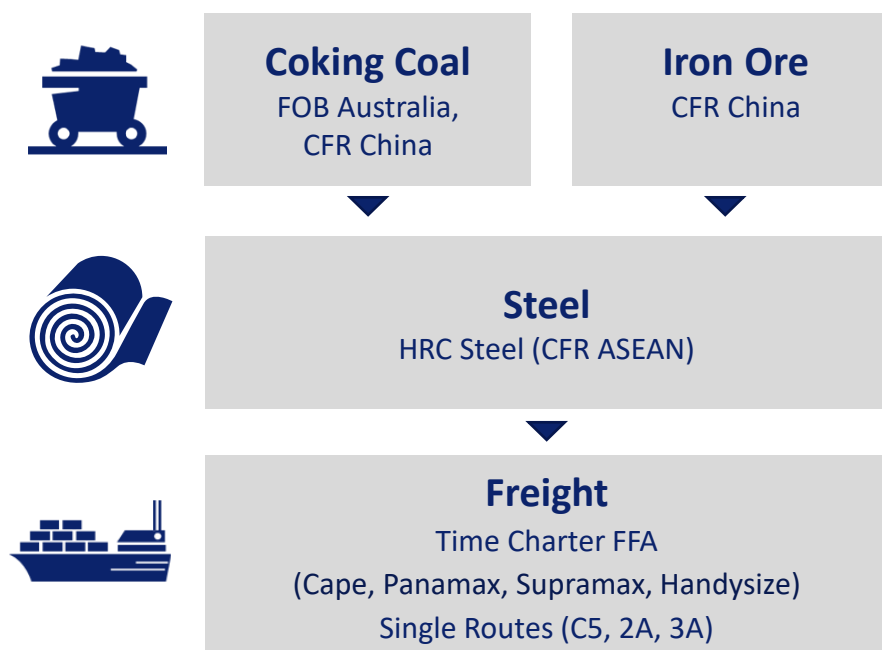 Coking Coal
FOB Australia,
CFR China
Iron Ore
CFR China
Steel
HRC Steel (CFR ASEAN)
Freight
Time Charter FFA
(Cape, Panamax, Supramax, Handysize)
Single Routes (C5, 2A, 3A)